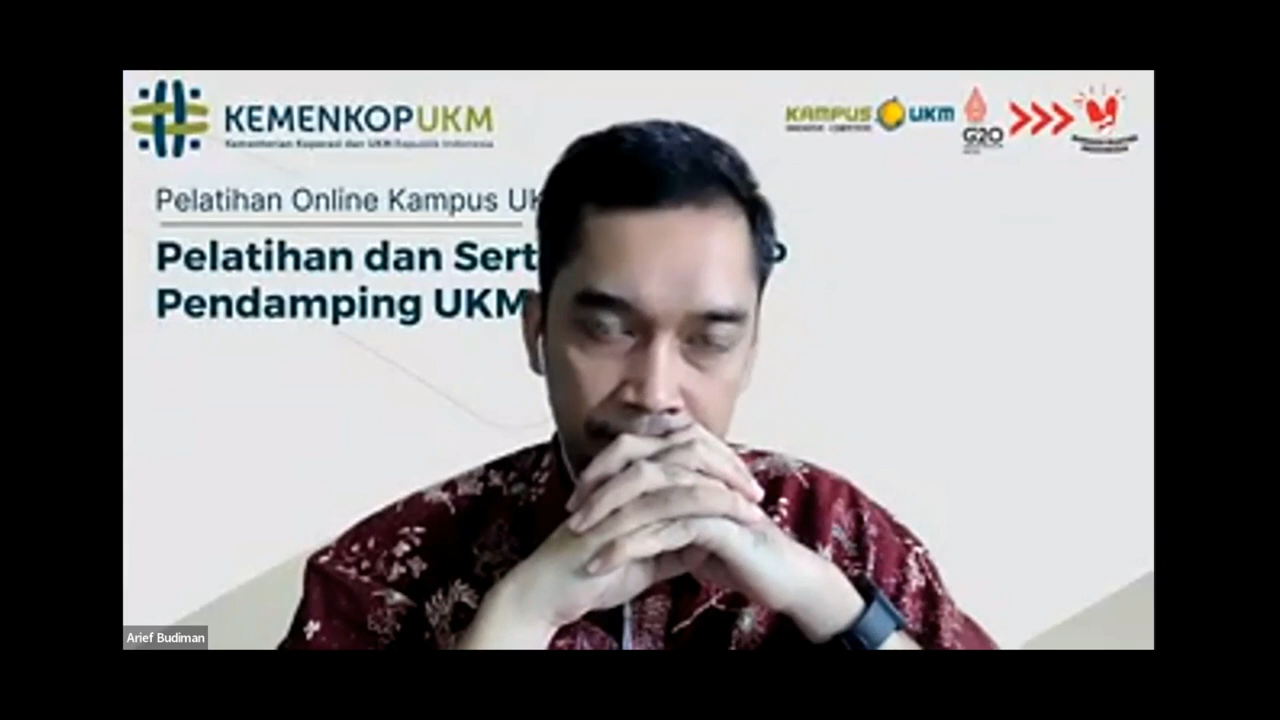 KEMENKOPUKM
Kementerian Koperasi dan UKM Republik Indonesia
KAMPUS UKM
G20
Pelatihan Online Kampus UK
Pelatihan dan Sert P
Pendamping UKM
Arief Budiman